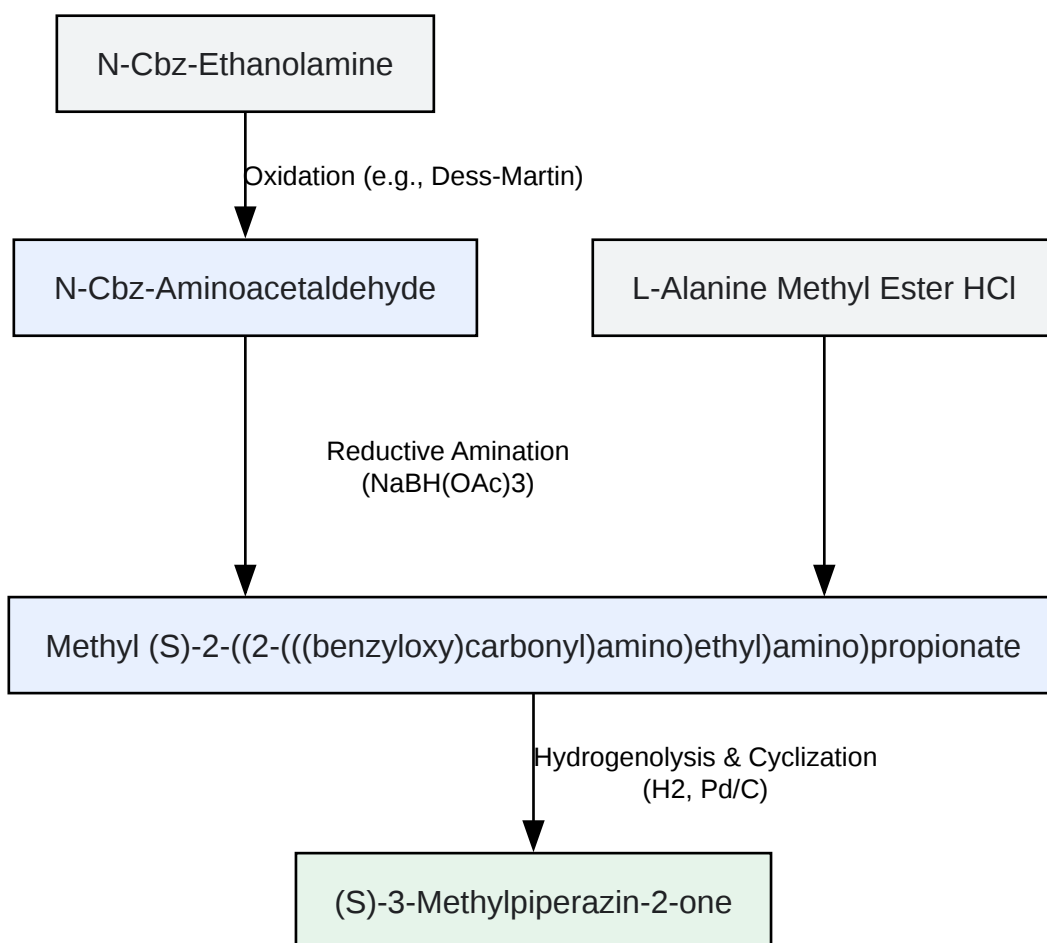 N-Cbz-Ethanolamine
Oxidation (e.g., Dess-Martin)
N-Cbz-Aminoacetaldehyde
L-Alanine Methyl Ester HCl
Reductive Amination
(NaBH(OAc)3)
Methyl (S)-2-((2-(((benzyloxy)carbonyl)amino)ethyl)amino)propionate
Hydrogenolysis & Cyclization
(H2, Pd/C)
(S)-3-Methylpiperazin-2-one